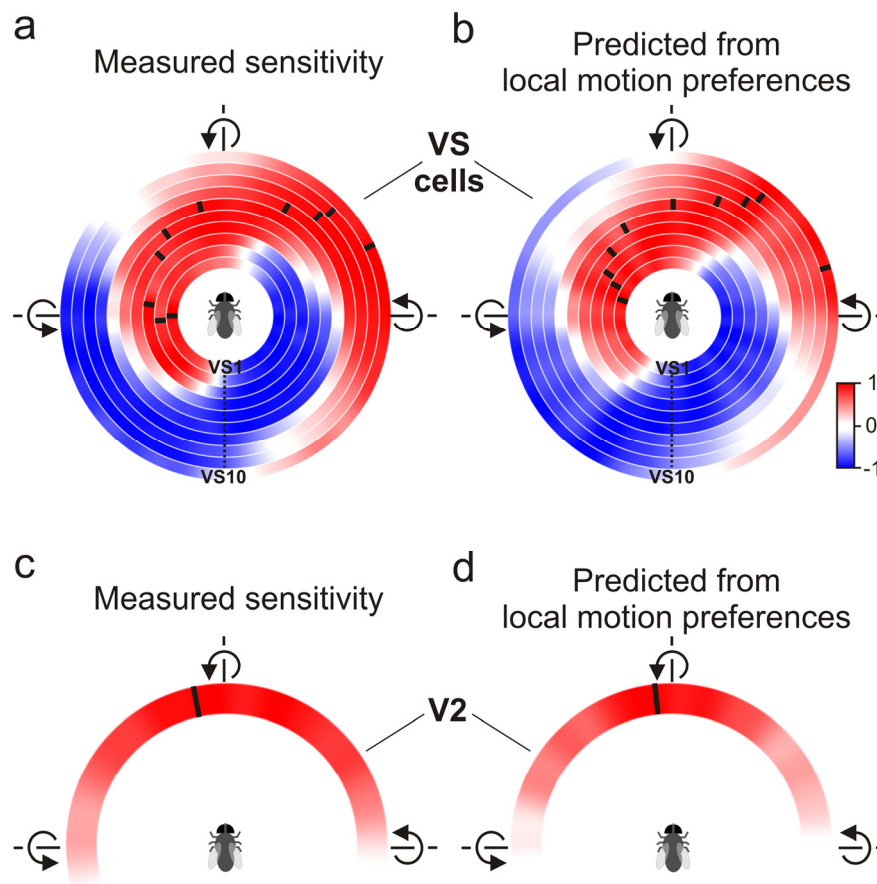 a
Measured sensitivity
b
Predicted from
local motion preferences
VS
cells
VS1
VS10
VS1
VS10
1
0
-1
c
Measured sensitivity
d
Predicted from
local motion preferences
V2